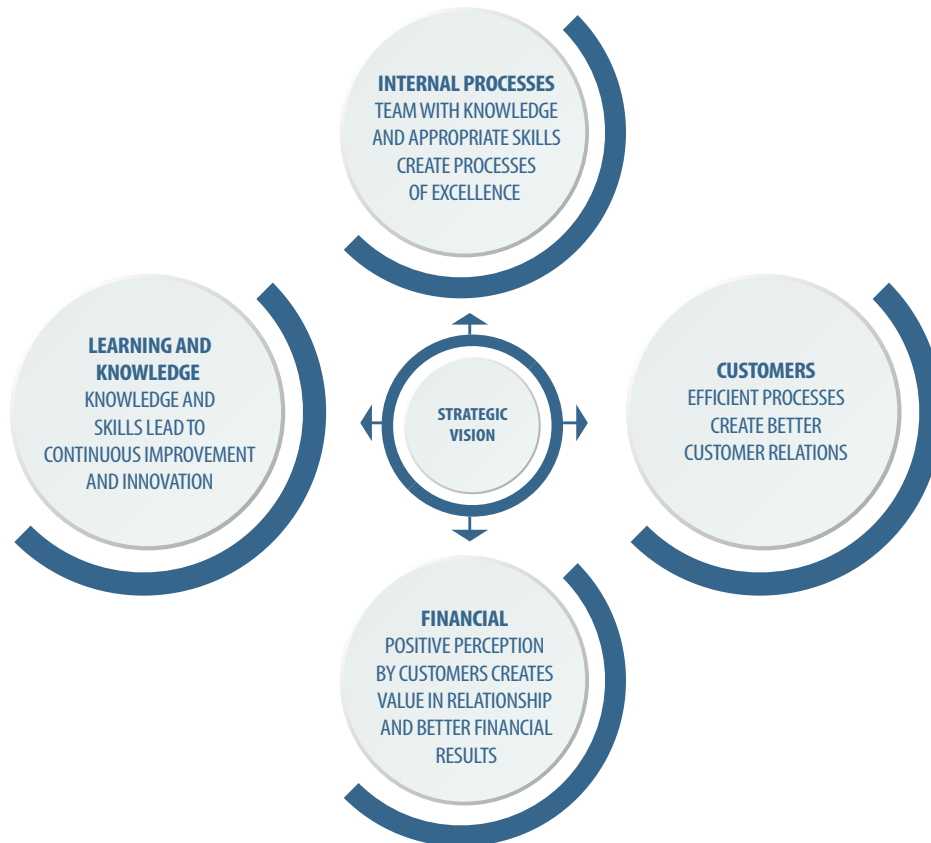 INTERNAL PROCESSES
TEAM WITH KNOWLEDGE
AND APPROPRIATE SKILLS
CREATE PROCESSES
OF EXCELLENCE
LEARNING AND
KNOWLEDGE
KNOWLEDGE AND
SKILLS LEAD TO
CONTINUOUS IMPROVEMENT
AND INNOVATION
STRATEGIC
VISION
CUSTOMERS
EFFICIENT PROCESSES
CREATE BETTER
CUSTOMER RELATIONS
FINANCIAL
POSITIVE PERCEPTION
BY CUSTOMERS CREATES
VALUE IN RELATIONSHIP
AND BETTER FINANCIAL
RESULTS